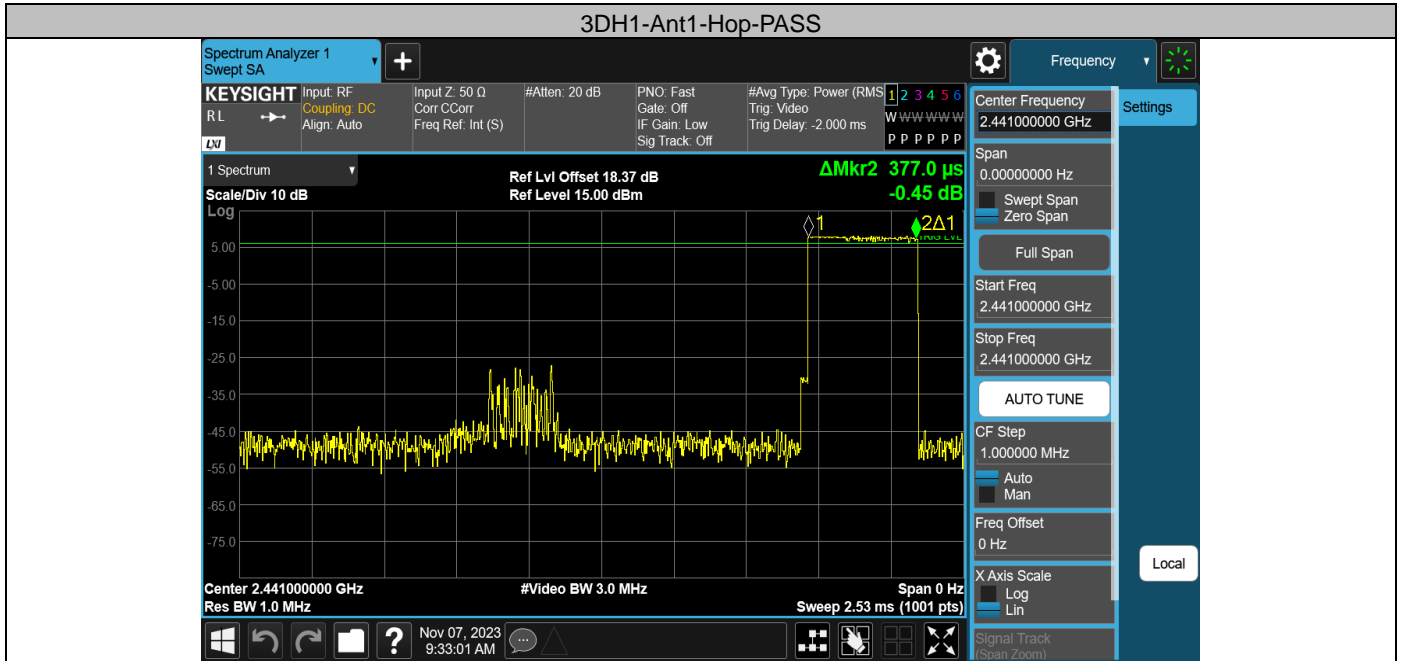 3DH1-Ant1-Hop-PASS
Spectrum Analyzer 1
Swept SA
Frequency
KEYSIGHT
RL
LXI
Input: RF
Coupling: DC
Align: Auto
Input Z: 50 Ω
Corr CCorr
Freq Ref: Int (S)
#Atten: 20 dB
PNO: Fast
Gate: Off
IF Gain: Low
Sig Track: Off
#Avg Type: Power (RMS
Trig: Video
Trig Delay: -2.000 ms
1 2 3 4 5 6
W W W W W W
P P P P P P
1 Spectrum
Scale/Div 10 dB
Ref Lvl Offset 18.37 dB
Ref Level 15.00 dBm
ΔMkr2 377.0 µs
-0.45 dB
Log
1
2Δ1
TRIG LVL
5.00
-5.00
-15.0
-25.0
-35.0
-45.0
-55.0
-65.0
-75.0
Center 2.441000000 GHz
Res BW 1.0 MHz
#Video BW 3.0 MHz
Span 0 Hz
Sweep 2.53 ms (1001 pts)
Nov 07, 2023
9:33:01 AM
Center Frequency
2.441000000 GHz
Span
0.00000000 Hz
Swept Span
Zero Span
Full Span
Start Freq
2.441000000 GHz
Stop Freq
2.441000000 GHz
AUTO TUNE
CF Step
1.000000 MHz
Auto
Man
Freq Offset
0 Hz
X Axis Scale
Log
Lin
Signal Track
(Span Zoom)
Settings
Local